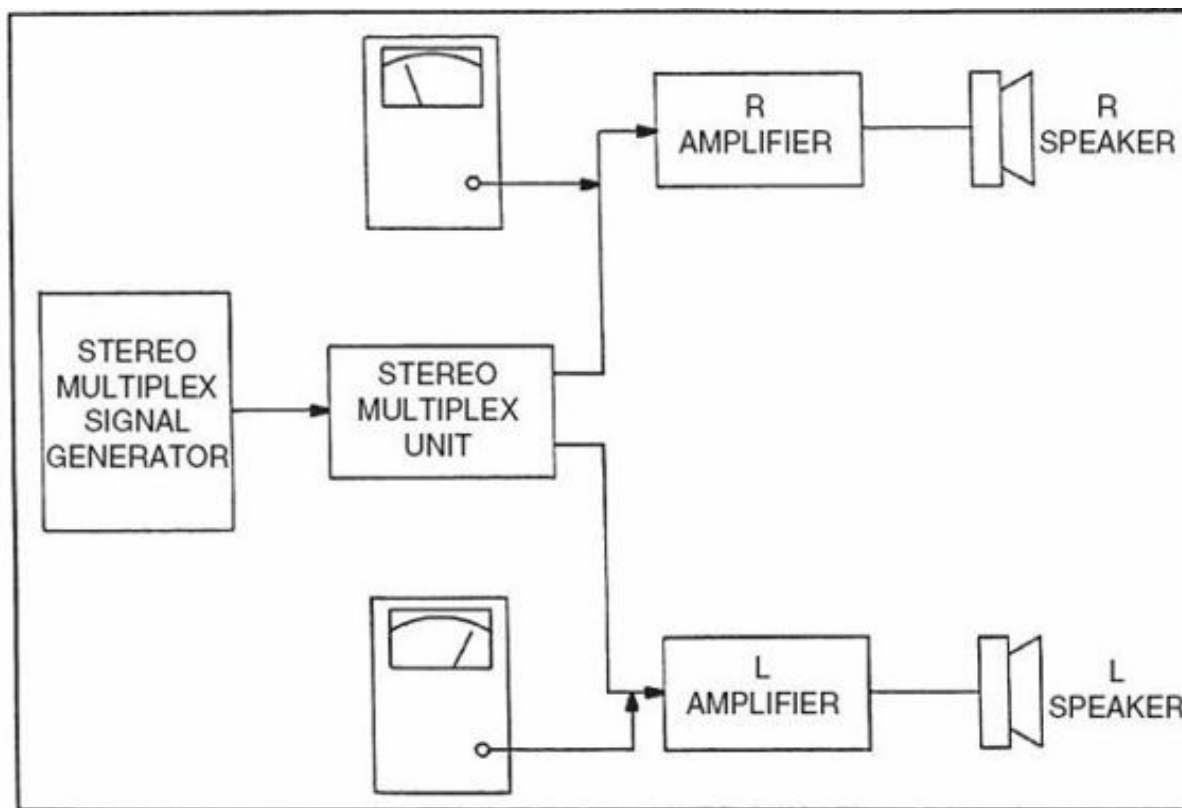 R
AMPLIFIER
R
SPEAKER
STEREO
MULTIPLEX
SIGNAL
GENERATOR
STEREO
MULTIPLEX
UNIT
L
AMPLIFIER
L
SPEAKER